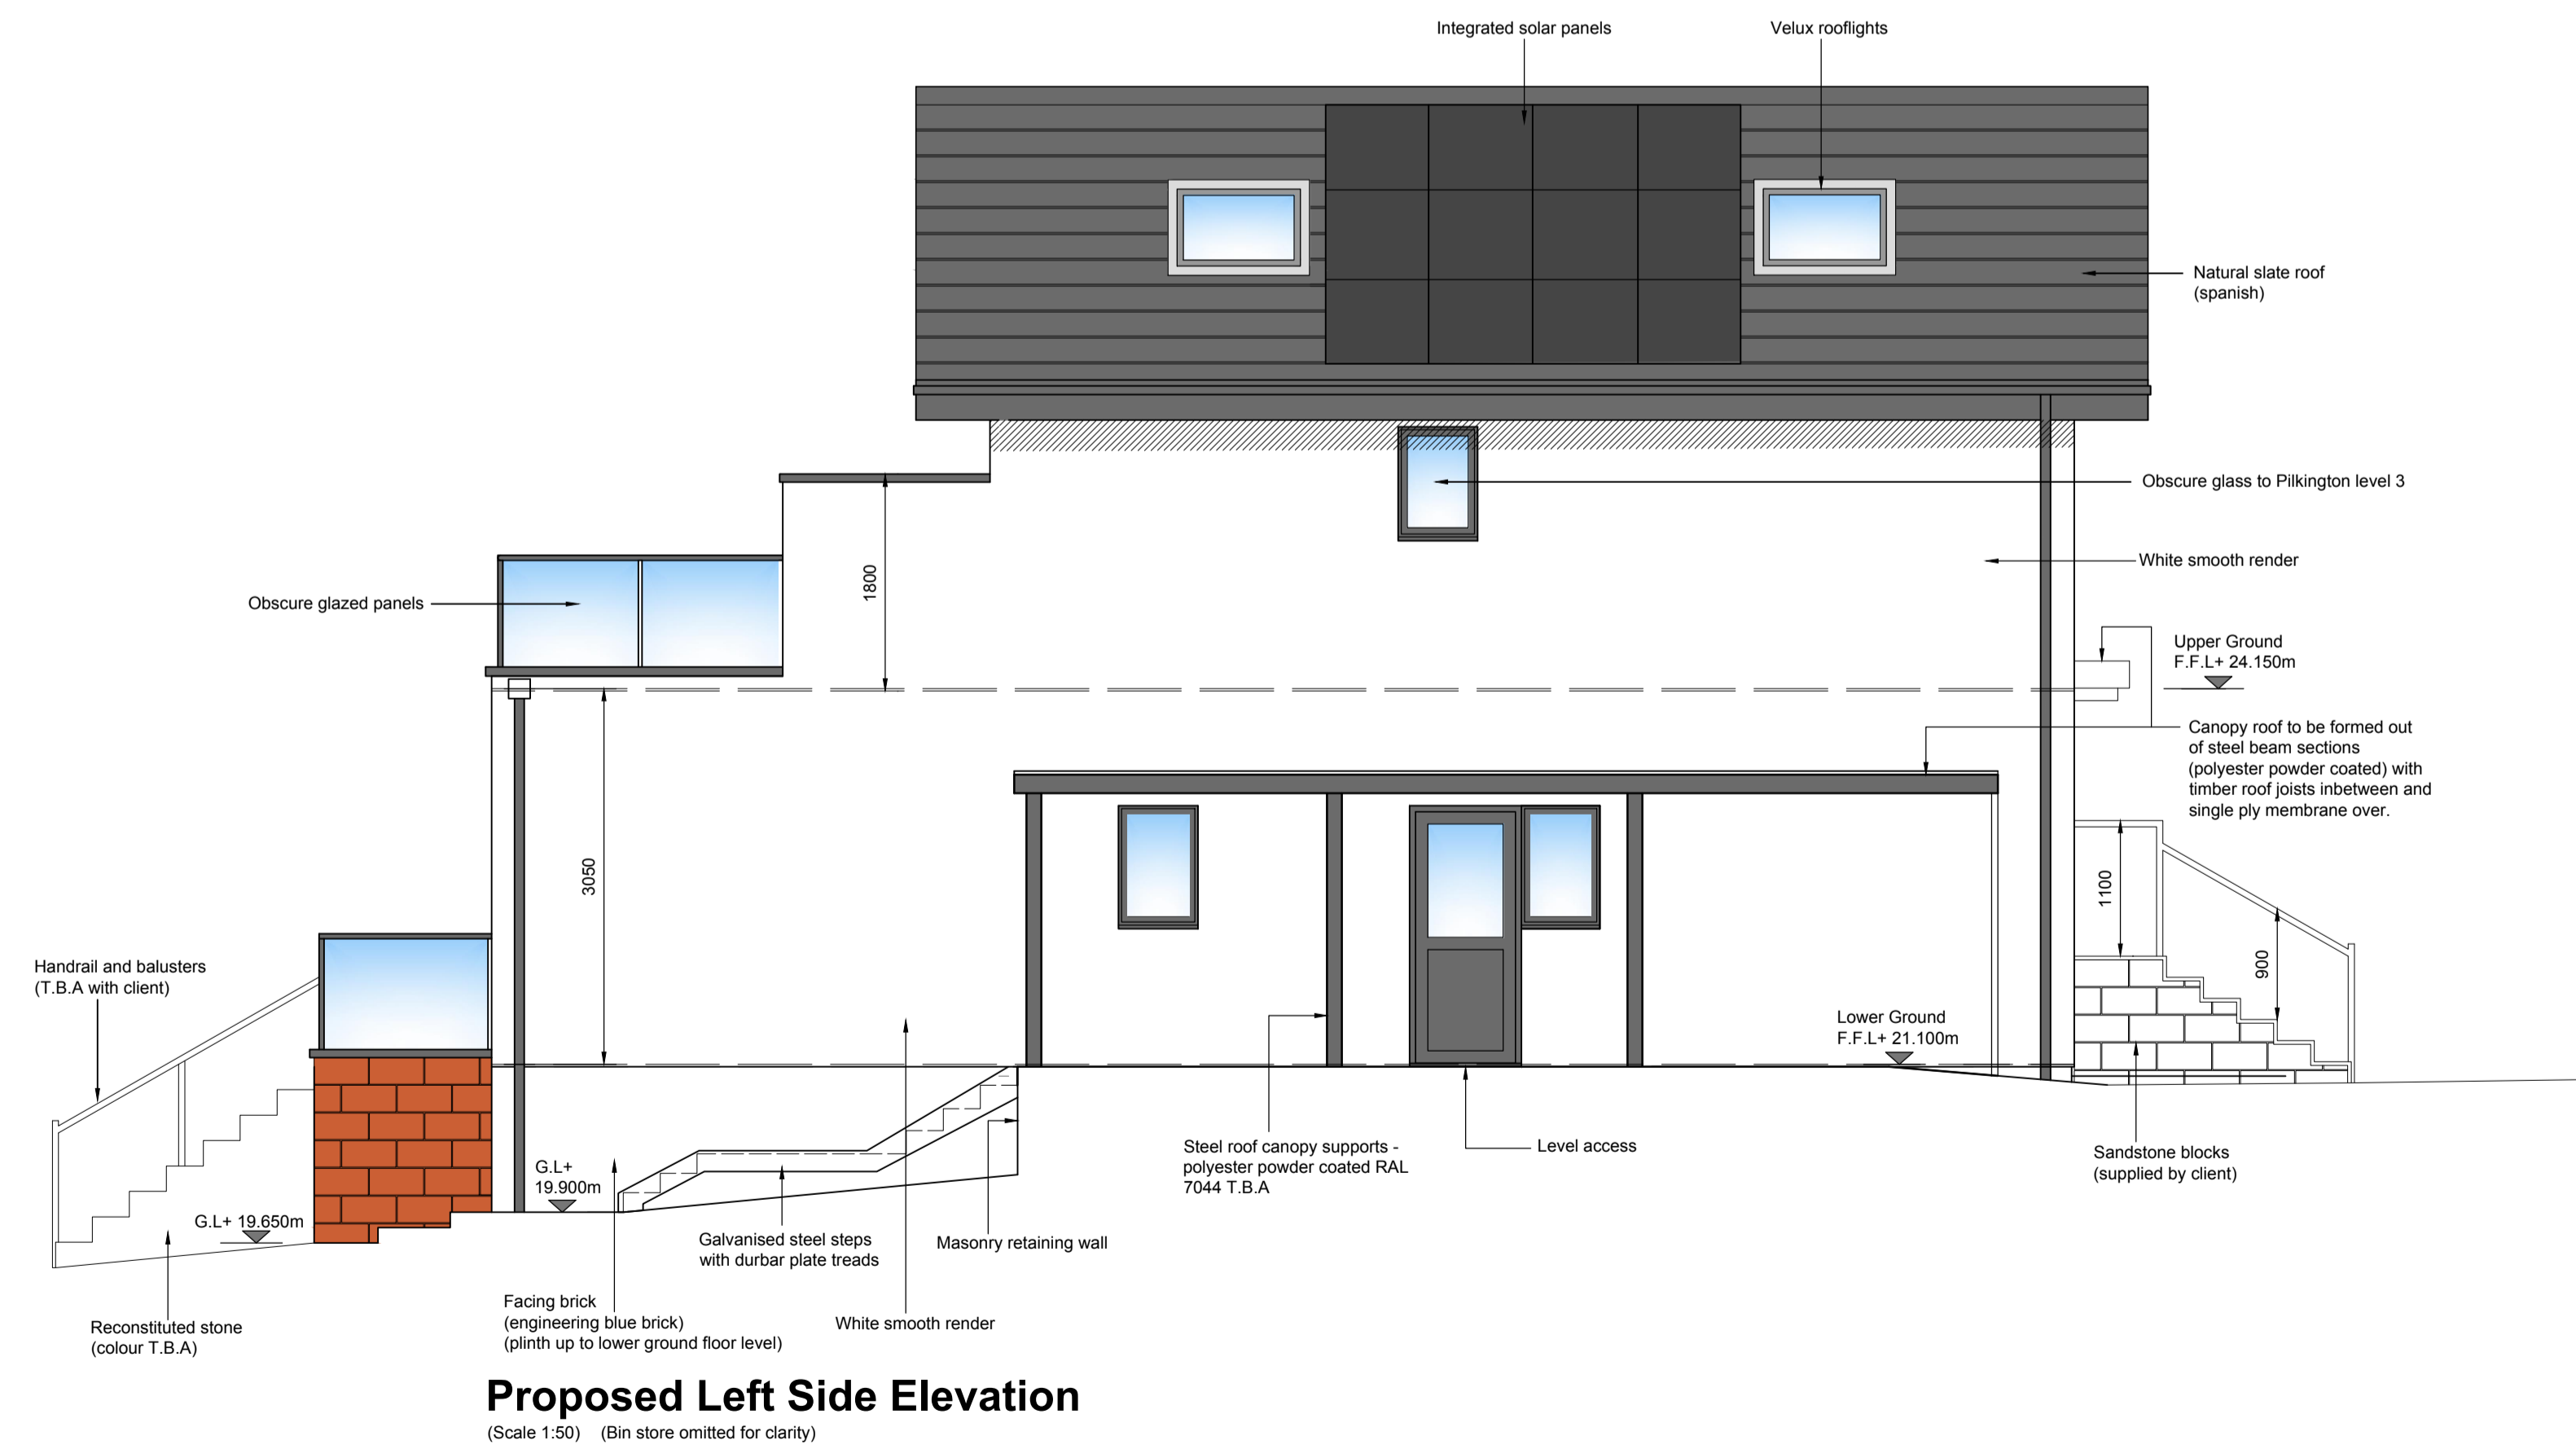 Integrated solar panels
Velux rooflights
Natural slate roof
(spanish)
Obscure glass to Pilkington level 3
White smooth render
Obscure glazed panels
1800
Upper Ground
F.F.L+ 24.150m
Canopy roof to be formed out
of steel beam sections
(polyester powder coated) with
timber roof joists inbetween and
single ply membrane over.
3050
1100
900
Handrail and balusters
(T.B.A with client)
Lower Ground
F.F.L+ 21.100m
G.L+
19.900m
G.L+ 19.650m
Steel roof canopy supports -
polyester powder coated RAL
7044 T.B.A
Level access
Sandstone blocks
(supplied by client)
Galvanised steel steps
with durbar plate treads
Masonry retaining wall
Facing brick
(engineering blue brick)
(plinth up to lower ground floor level)
White smooth render
Reconstituted stone
(colour T.B.A)
Proposed Left Side Elevation
(Scale 1:50) (Bin store omitted for clarity)